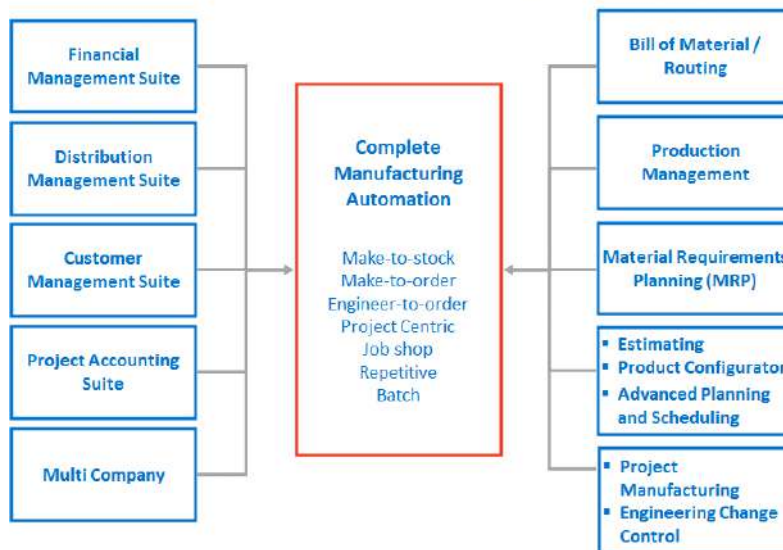 Financial
Management Suite
Distribution
Management Suite
Customer
Management Suite
Project Accounting
Suite
Multi Company
Complete
Manufacturing
Automation
Make-to-stock
Make-to-order
Engineer-to-order
Project Centric
Job shop
Repetitive
Batch
Bill of Material /
Routing
Production
Management
Material Requirements
Planning (MRP)
▪ Estimating
▪ Product Configurator
▪ Advanced Planning
and Scheduling
▪ Project
Manufacturing
▪ Engineering Change
Control